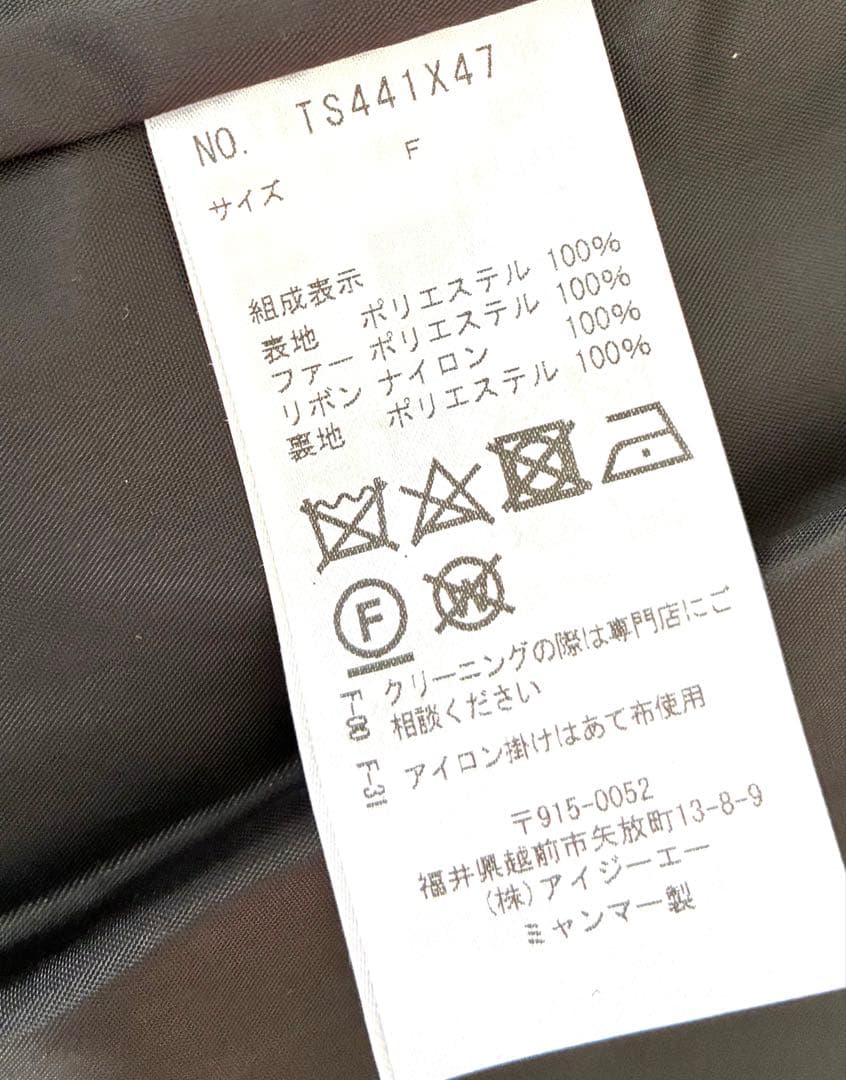 NO. TS441X47
サイズ F
組成表示
表地 ポリエステル 100%
ファー ポリエステル 100%
リボン ナイロン 100%
裏地 ポリエステル 100%
F W
クリーニングの際は専門店にご
相談ください
アイロン掛けはあて布使用
F-08 F-31
〒915-0052
福井県越前市矢放町13-8-9
(株)アイジーエー
ミャンマー製